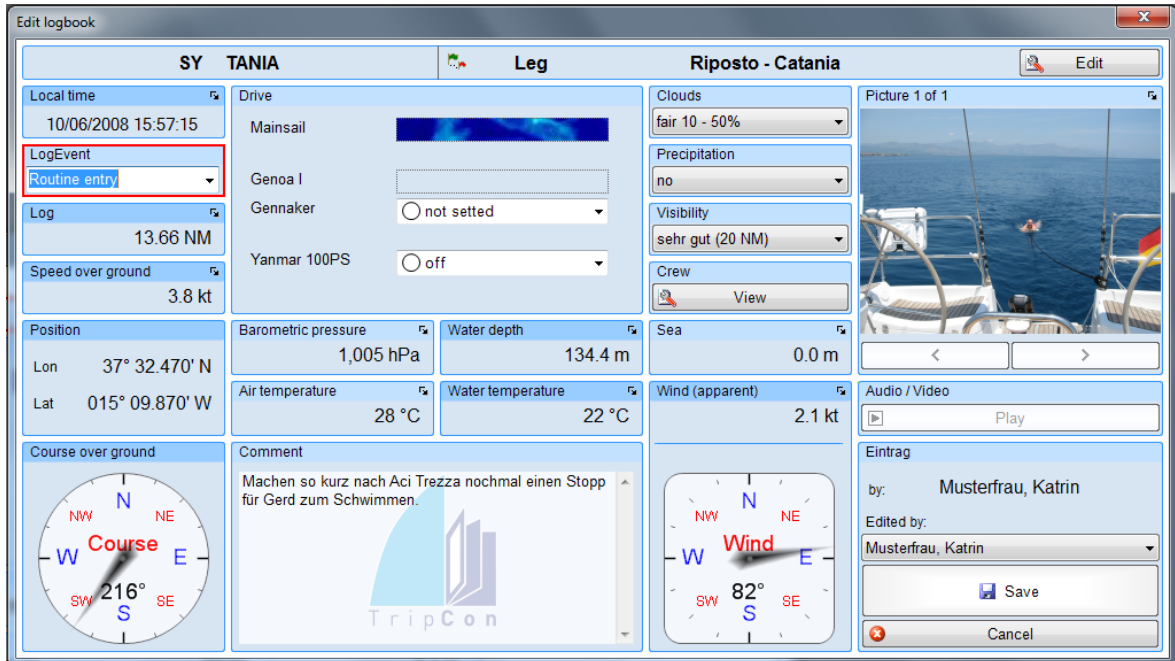 Edit logbook
SY TANIA Leg Riposto - Catania Edit
Local time
10/06/2008 15:57:15
LogEvent
Routine entry
Log
13.66 NM
Speed over ground
3.8 kt
Drive
Mainsail
Genoa I
Gennaker not setted
Yanmar 100PS off
Clouds
fair 10 - 50%
Precipitation
no
Visibility
sehr gut (20 NM)
Crew
View
Picture 1 of 1
< >
Position
Lon 37° 32.470' N
Lat 015° 09.870' W
Barometric pressure
1,005 hPa
Water depth
134.4 m
Sea
0.0 m
Air temperature
28 °C
Water temperature
22 °C
Wind (apparent)
2.1 kt
Audio / Video
Play
Course over ground
N
NW NE
Course
W E
216°
SW SE
S
Comment
Machen so kurz nach Aci Trezza nochmal einen Stopp
für Gerd zum Schwimmen.
TripCon
N
NW NE
Wind
W E
82°
SW SE
S
Eintrag
by: Musterfrau, Katrin
Edited by:
Musterfrau, Katrin
Save
Cancel